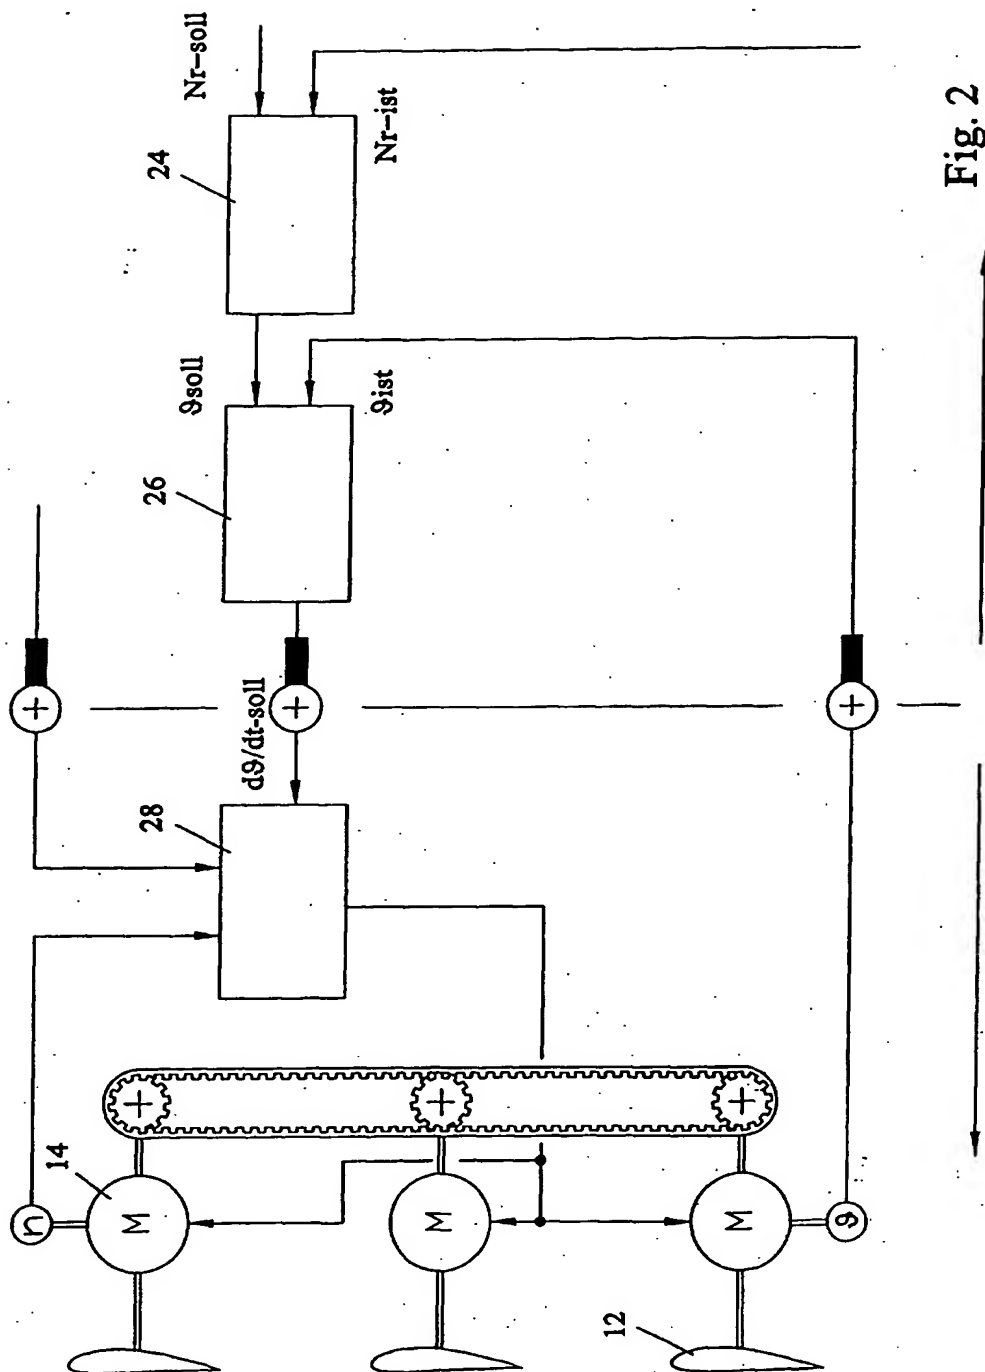 Nr-soll
Nr-ist
24
ϑsoll
ϑist
26
dϑ/dt-soll
28
14
n
M
M
M
ϑ
12
Fig. 2